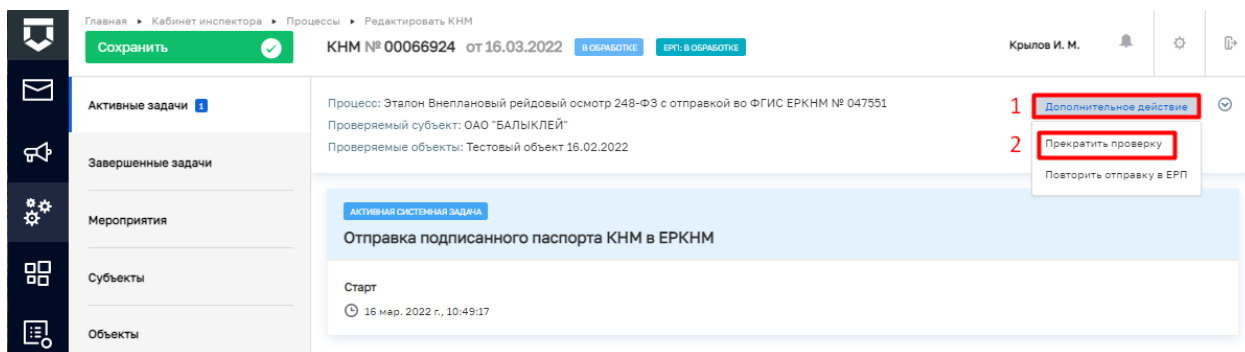 Главная ▸ Кабинет инспектора ▸ Процессы ▸ Редактировать КНМ
Сохранить
КНМ № 00066924 от 16.03.2022 В ОБРАБОТКЕ ЕРП: В ОБРАБОТКЕ
Крылов И. М.
Активные задачи 1
Завершенные задачи
Мероприятия
Субъекты
Объекты
Процесс: Эталон Внеплановый рейдовый осмотр 248-ФЗ с отправкой во ФГИС ЕРКНМ № 047551
Проверяемый субъект: ОАО "БАЛЫКЛЕЙ"
Проверяемые объекты: Тестовый объект 16.02.2022
1 Дополнительное действие
2 Прекратить проверку
Повторить отправку в ЕРП
АКТИВНАЯ СИСТЕМНАЯ ЗАДАЧА
Отправка подписанного паспорта КНМ в ЕРКНМ
Старт
16 мар. 2022 г., 10:49:17